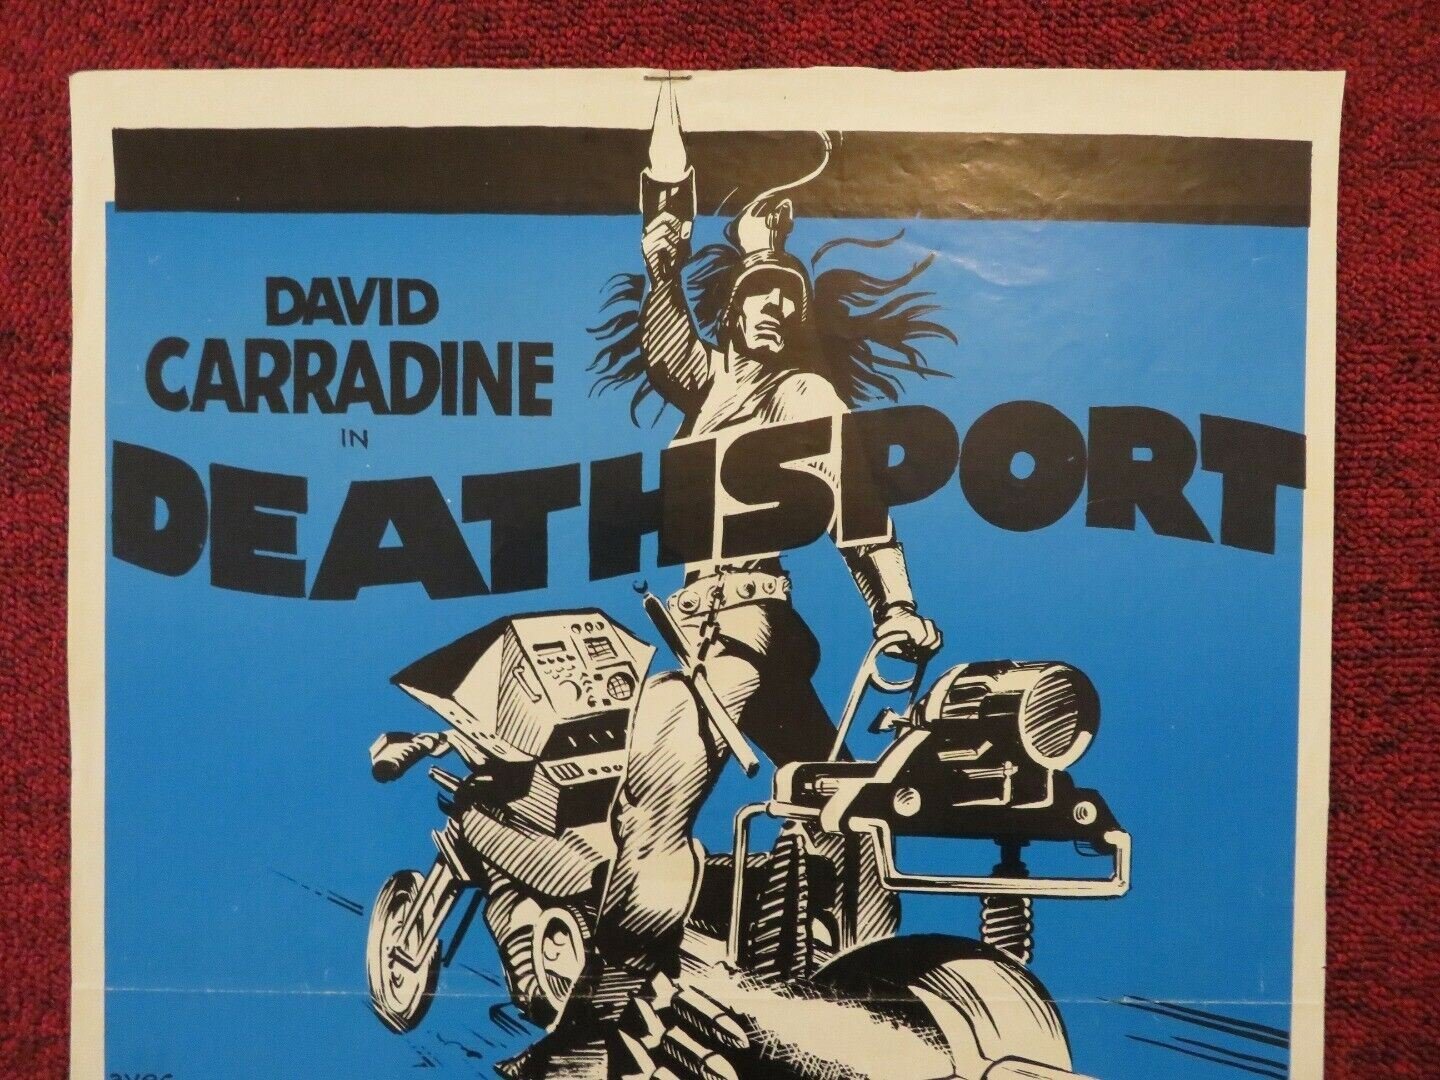 DAVID
CARRADINE
IN
DEATHSPORT
avec